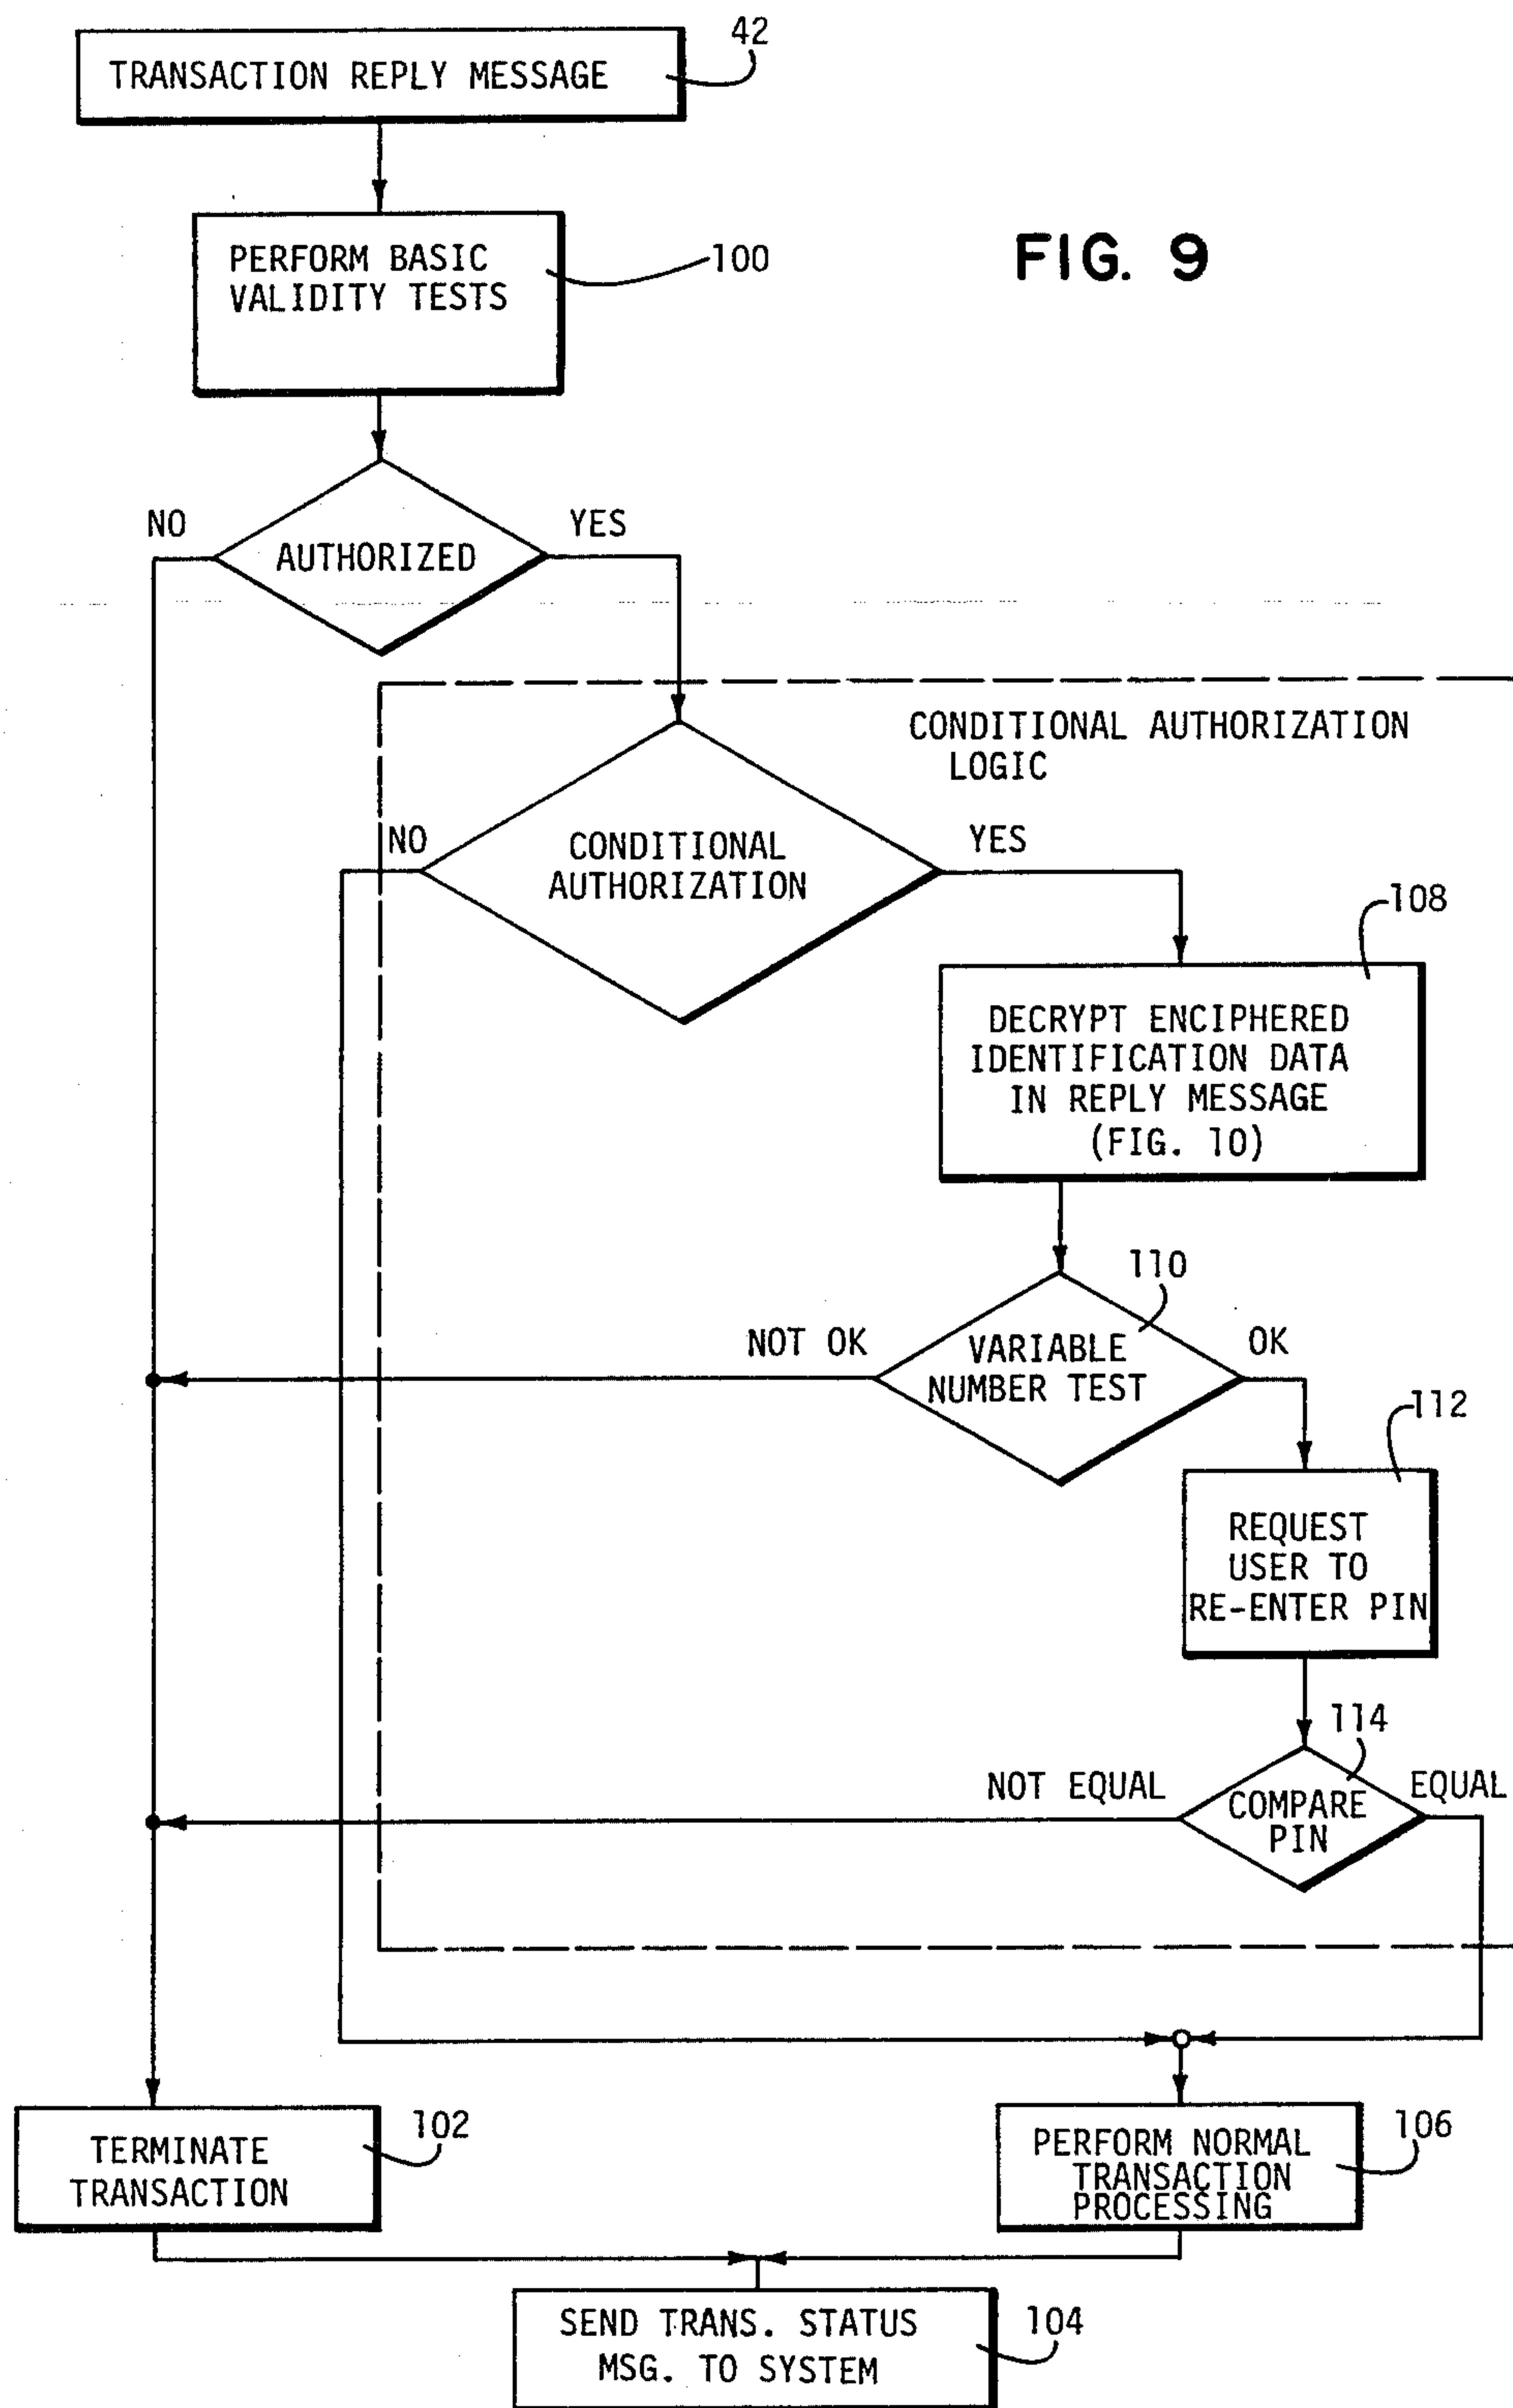 42
TRANSACTION REPLY MESSAGE
PERFORM BASIC
VALIDITY TESTS
100
FIG. 9
NO
YES
AUTHORIZED
CONDITIONAL AUTHORIZATION
LOGIC
NO
CONDITIONAL
AUTHORIZATION
YES
108
DECRYPT ENCIPHERED
IDENTIFICATION DATA
IN REPLY MESSAGE
(FIG. 10)
110
NOT OK
VARIABLE
NUMBER TEST
OK
112
REQUEST
USER TO
RE-ENTER PIN
114
NOT EQUAL
COMPARE
PIN
EQUAL
TERMINATE
TRANSACTION
102
PERFORM NORMAL
TRANSACTION
PROCESSING
106
SEND TRANS. STATUS
MSG. TO SYSTEM
104